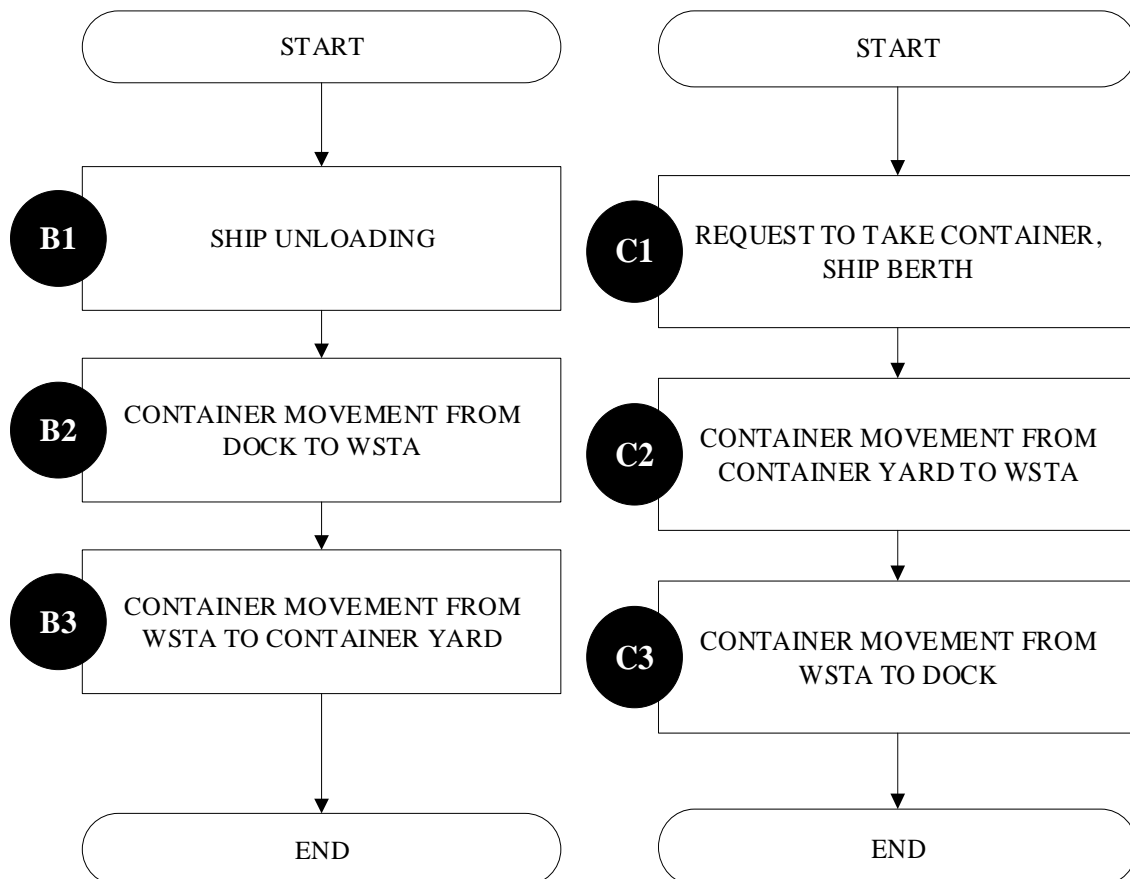 START
B1
SHIP UNLOADING
B2
CONTAINER MOVEMENT FROM
DOCK TO WSTA
B3
CONTAINER MOVEMENT FROM
WSTA TO CONTAINER YARD
END
START
C1
REQUEST TO TAKE CONTAINER,
SHIP BERTH
C2
CONTAINER MOVEMENT FROM
CONTAINER YARD TO WSTA
C3
CONTAINER MOVEMENT FROM
WSTA TO DOCK
END